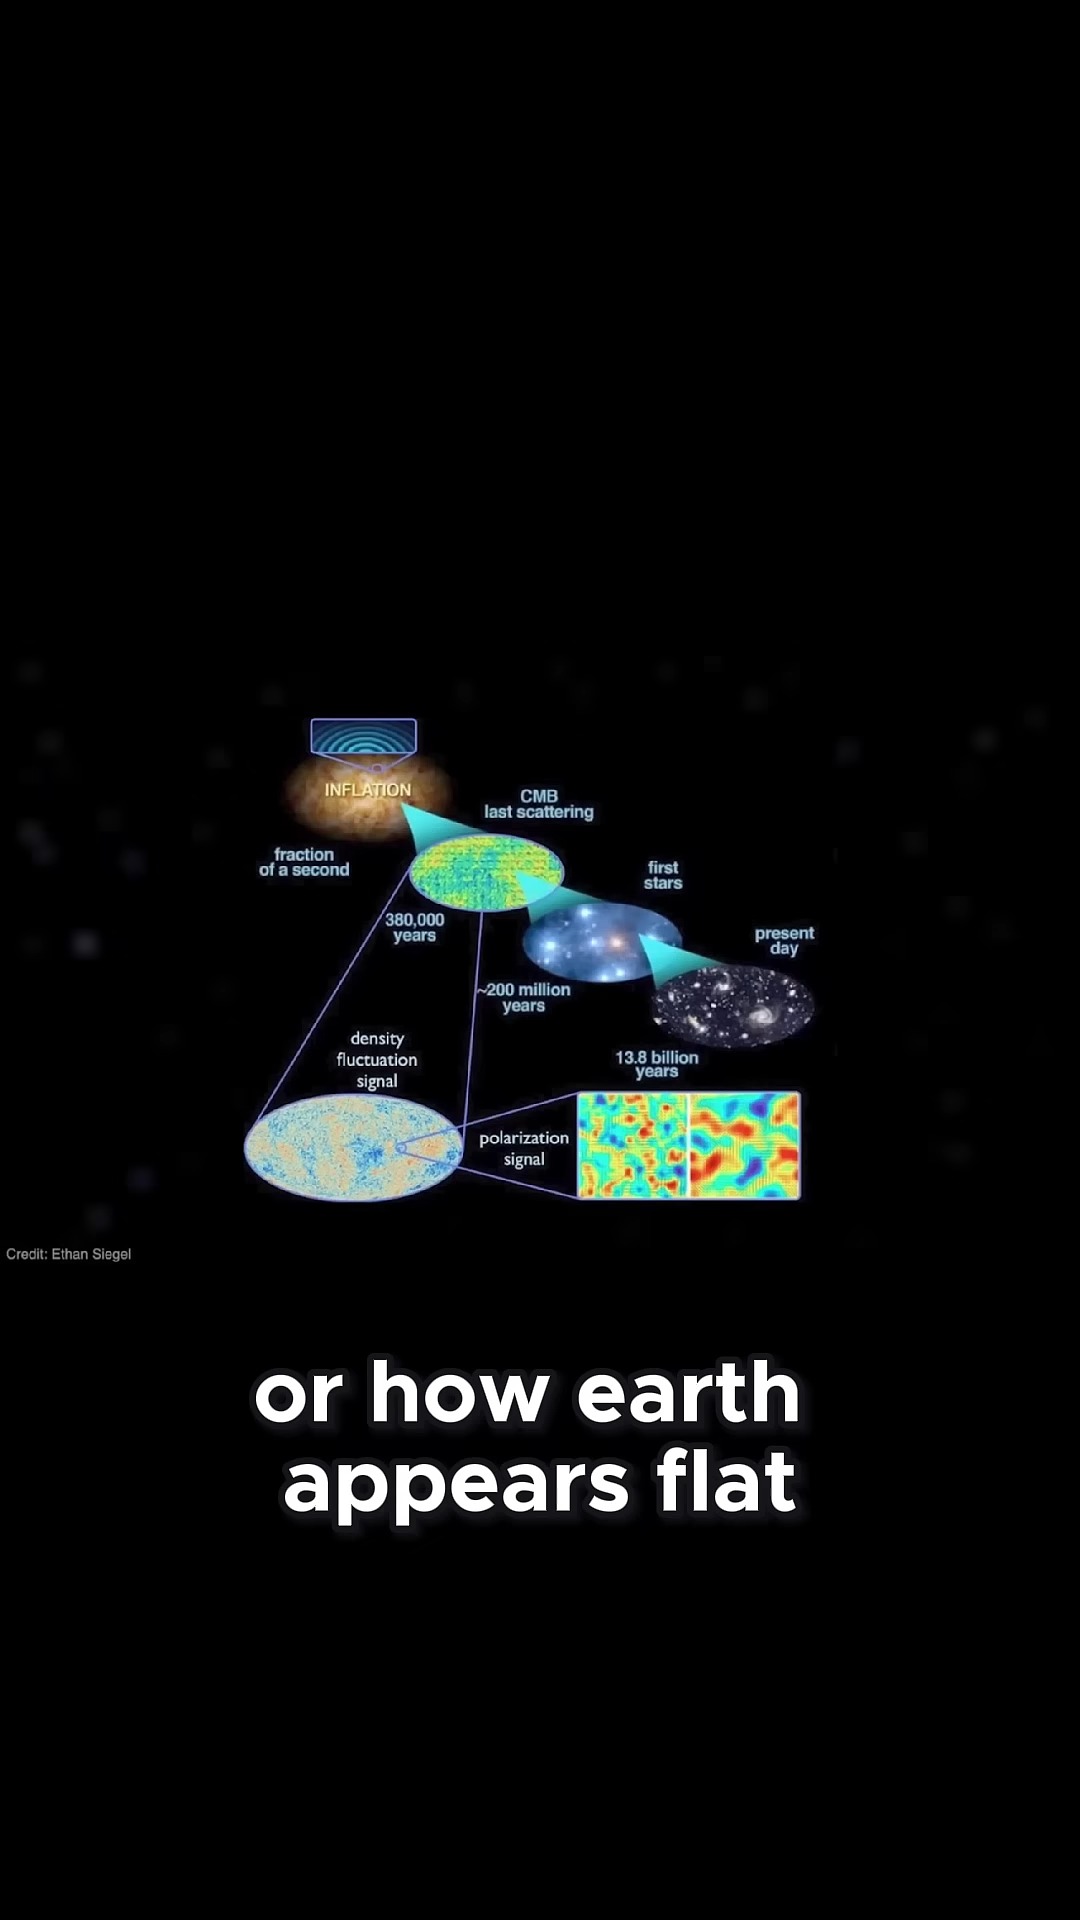 INFLATION
CMB
last scattering
fraction
of a second
first
stars
380,000
years
present
day
~200 million
years
density
fluctuation
signal
13.8 billion
years
polarization
signal
Credit: Ethan Siegel
or how earth
appears flat